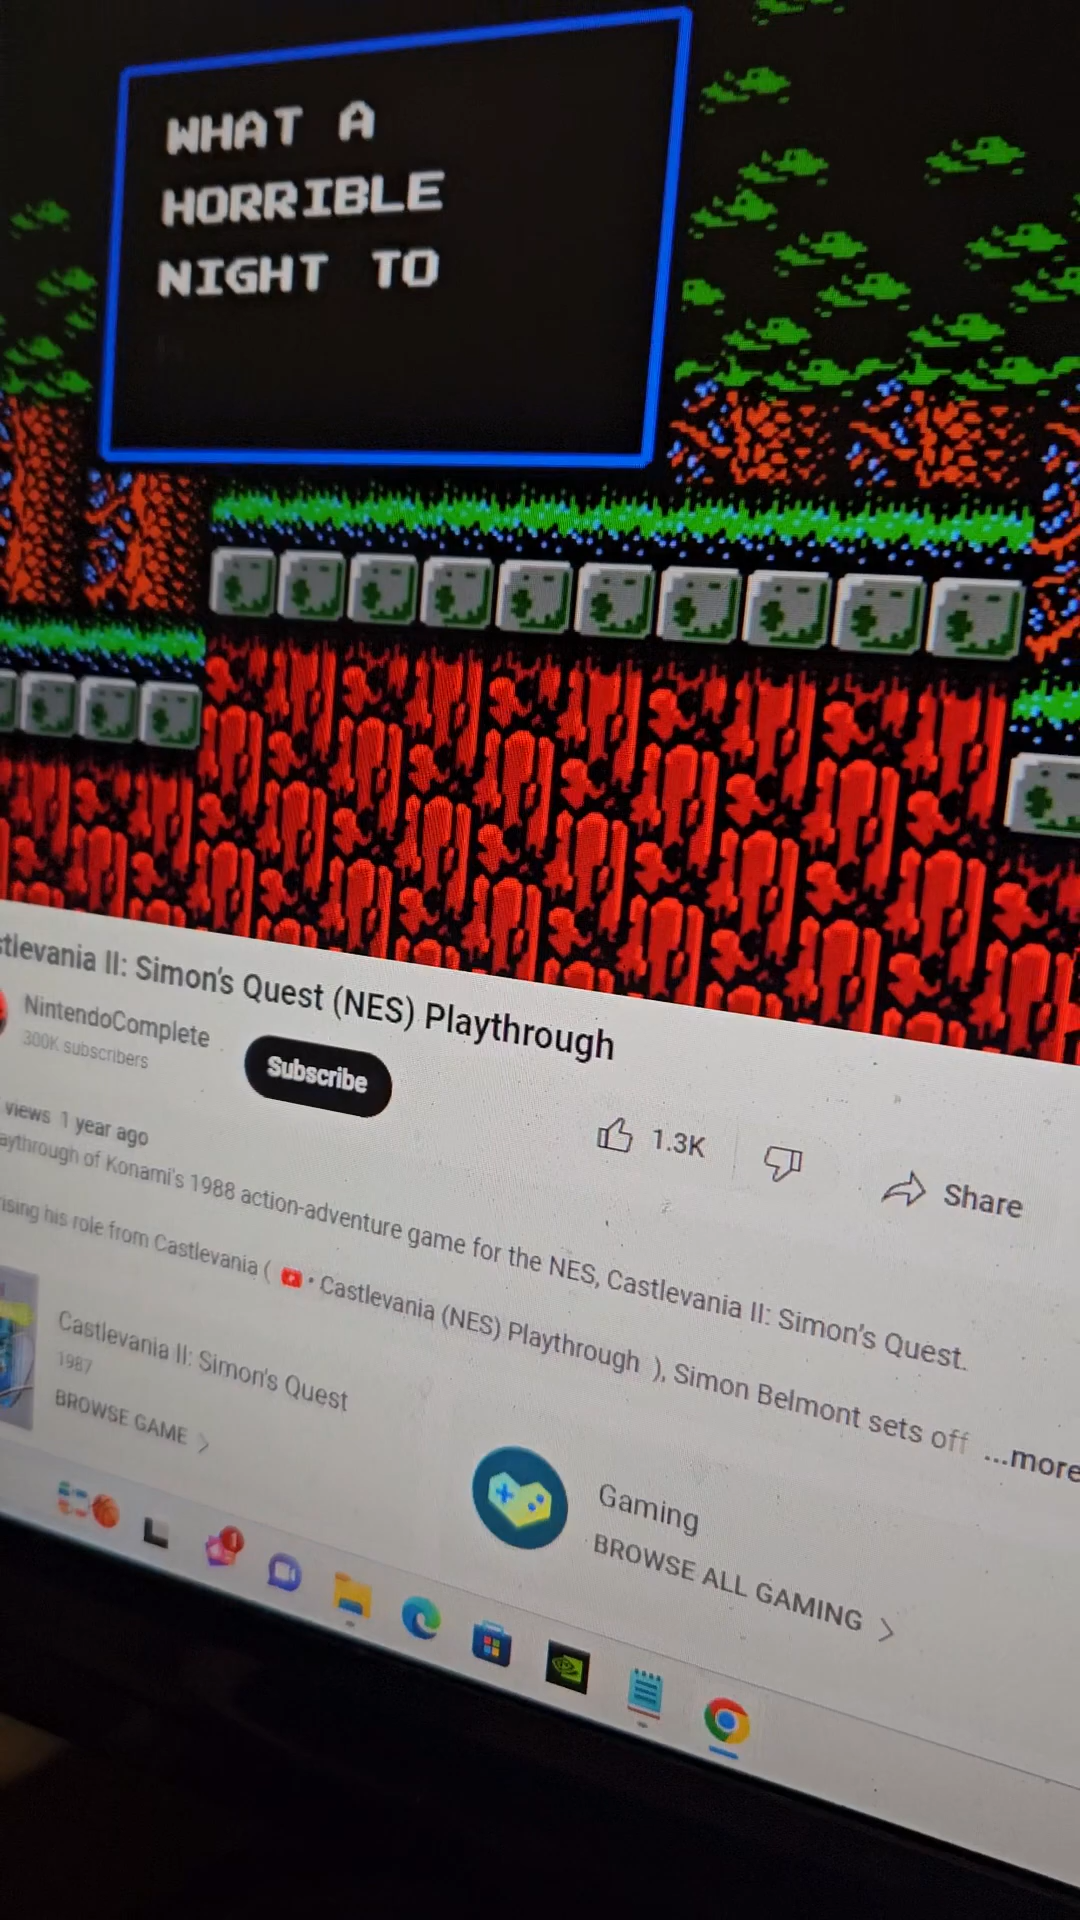 WHAT A
HORRIBLE
NIGHT TO
stlevania II: Simon's Quest (NES) Playthrough
NintendoComplete
300K subscribers
Subscribe
1.3K
Share
views 1 year ago
aythrough of Konami's 1988 action-adventure game for the NES, Castlevania II: Simon's Quest.
ising his role from Castlevania ( • Castlevania (NES) Playthrough ), Simon Belmont sets off ...more
Castlevania II: Simon's Quest
1987
BROWSE GAME
Gaming
BROWSE ALL GAMING
1